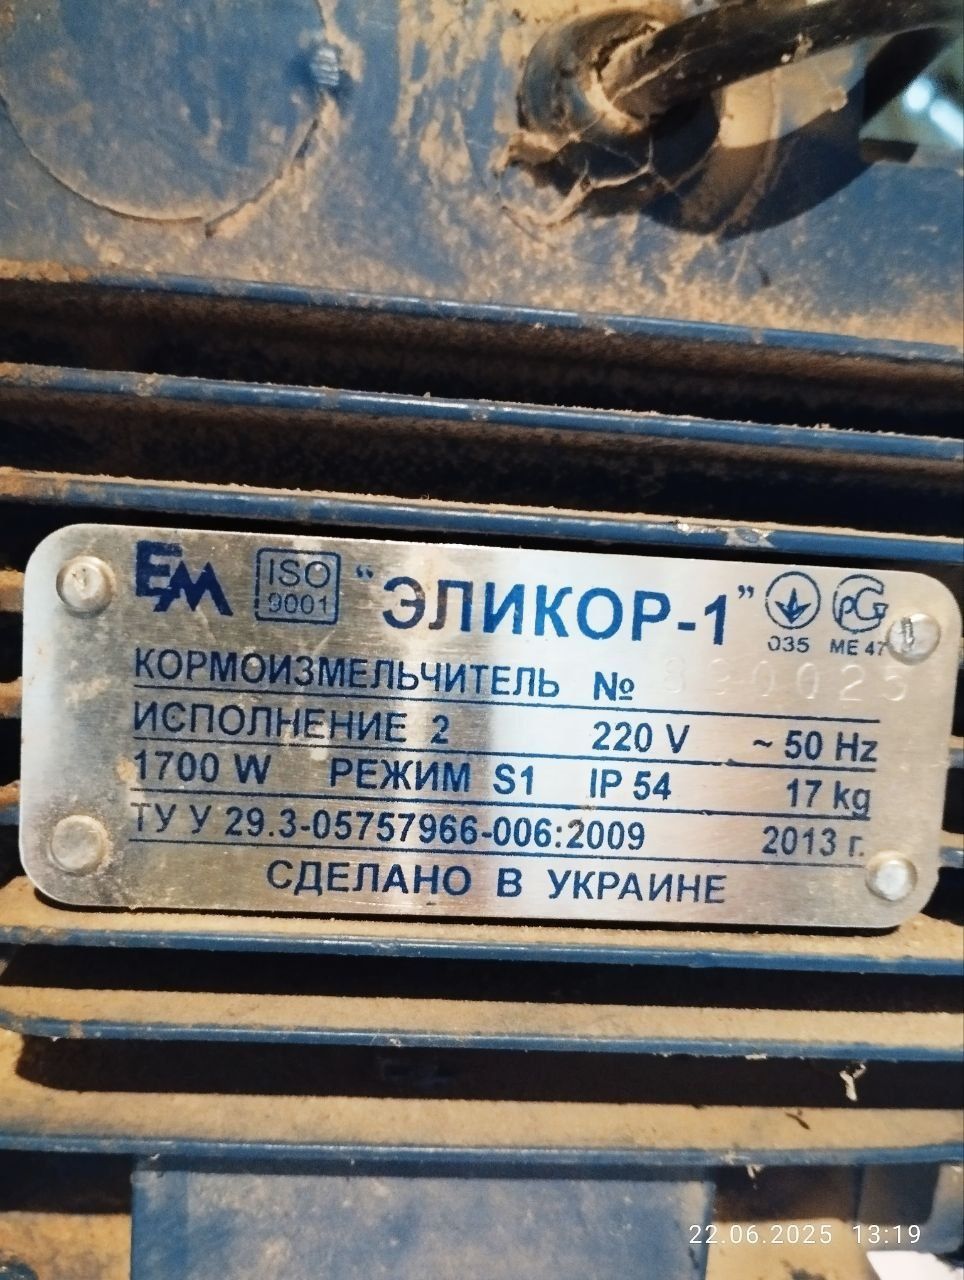 ЕМ ISO 9001 "ЭЛИКОР-1"
035 РСТ МЕ 47
КОРМОИЗМЕЛЬЧИТЕЛЬ №
ИСПОЛНЕНИЕ 2 220 V ~ 50 Hz
1700 W РЕЖИМ S1 IP 54 17 kg
ТУ У 29.3-05757966-006:2009 2013 г.
СДЕЛАНО В УКРАИНЕ
22.06.2025 13:19